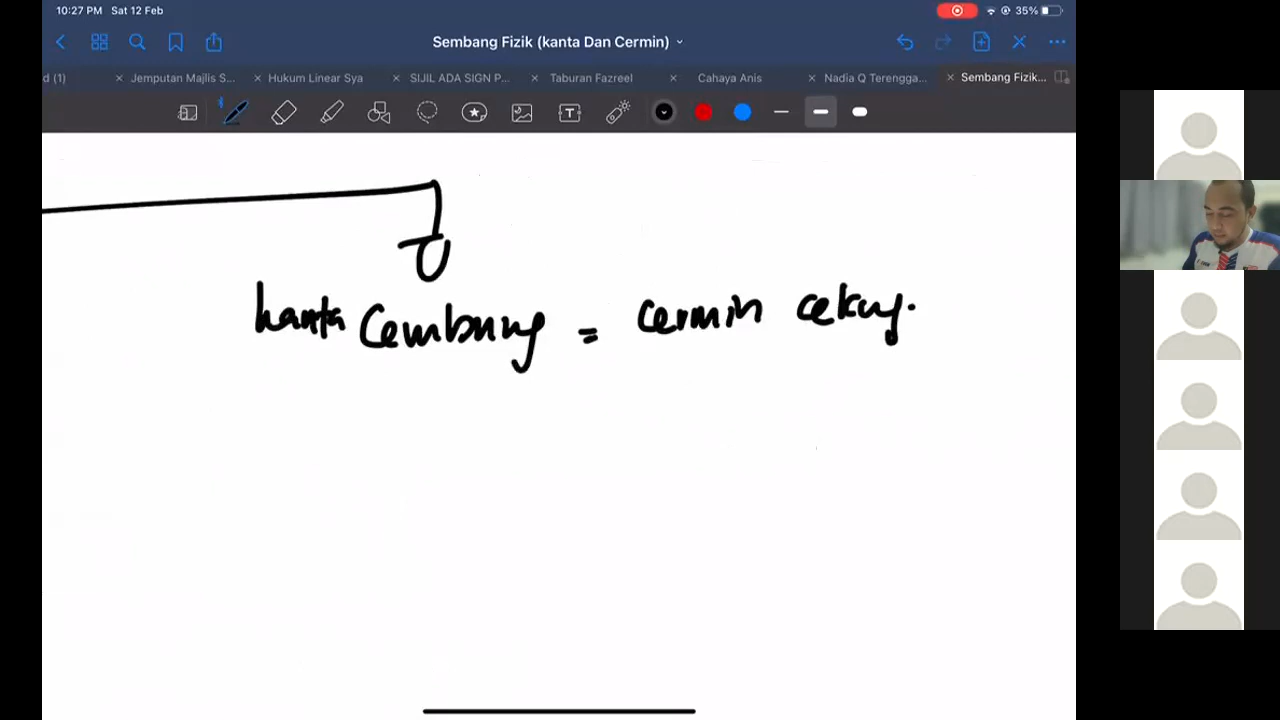 10:27 PM Sat 12 Feb 35%
Sembang Fizik (kanta Dan Cermin)
d (1) Jemputan Majlis S... Hukum Linear Sya SIJIL ADA SIGN P... Taburan Fazreel Cahaya Anis Nadia Q Terengga... Sembang Fizik...
T
kanta Cembung = cermin cekung.